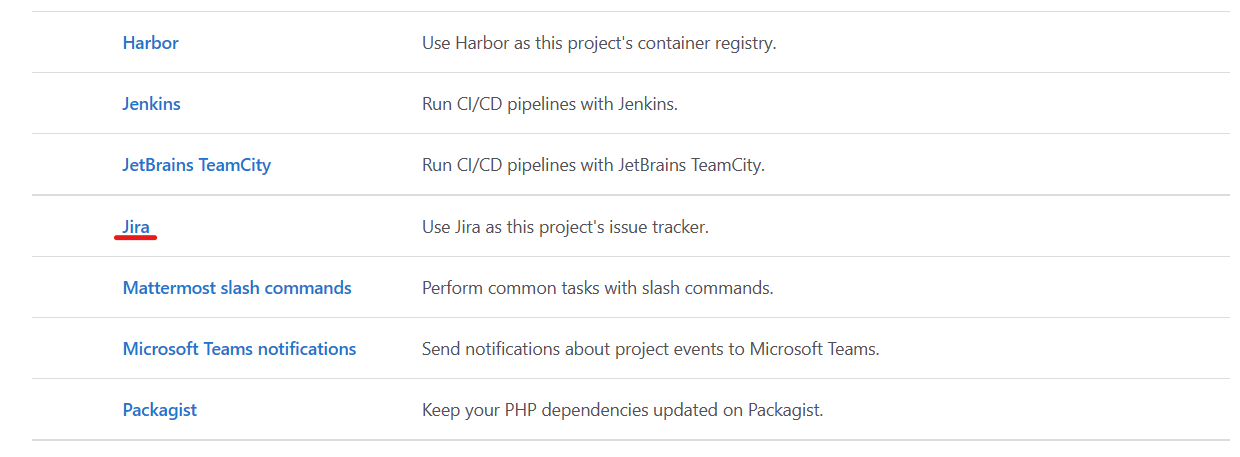 Harbor Use Harbor as this project's container registry.
Jenkins Run CI/CD pipelines with Jenkins.
JetBrains TeamCity Run CI/CD pipelines with JetBrains TeamCity.
Jira Use Jira as this project's issue tracker.
Mattermost slash commands Perform common tasks with slash commands.
Microsoft Teams notifications Send notifications about project events to Microsoft Teams.
Packagist Keep your PHP dependencies updated on Packagist.